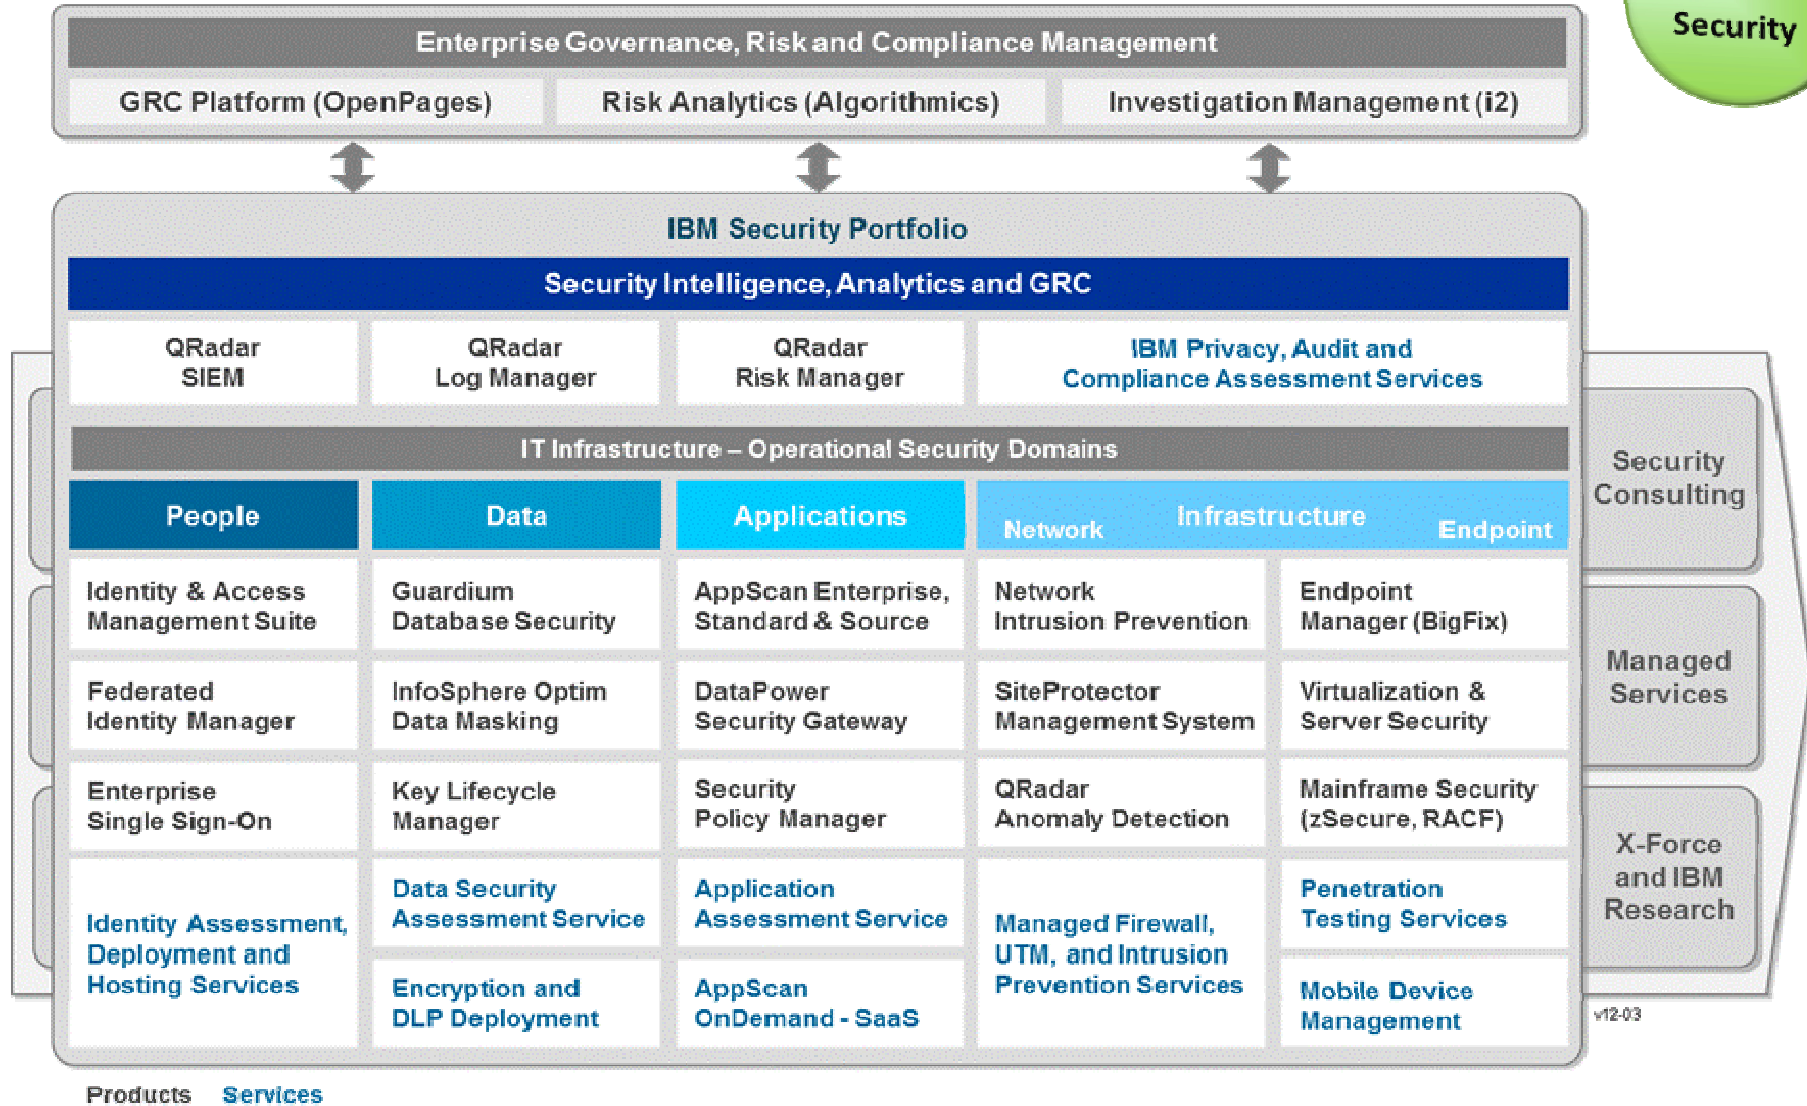 Security
Enterprise Governance, Risk and Compliance Management
GRC Platform (OpenPages)
Risk Analytics (Algorithmics)
Investigation Management (i2)
IBM Security Portfolio
Security Intelligence, Analytics and GRC
QRadar
SIEM
QRadar
Log Manager
QRadar
Risk Manager
IBM Privacy, Audit and
Compliance Assessment Services
IT Infrastructure – Operational Security Domains
People
Data
Applications
Infrastructure
Network
Endpoint
Identity & Access
Management Suite
Guardium
Database Security
AppScan Enterprise,
Standard & Source
Network
Intrusion Prevention
Endpoint
Manager (BigFix)
Federated
Identity Manager
InfoSphere Optim
Data Masking
DataPower
Security Gateway
SiteProtector
Management System
Virtualization &
Server Security
Enterprise
Single Sign-On
Key Lifecycle
Manager
Security
Policy Manager
QRadar
Anomaly Detection
Mainframe Security
(zSecure, RACF)
Identity Assessment,
Deployment and
Hosting Services
Data Security
Assessment Service
Encryption and
DLP Deployment
Application
Assessment Service
AppScan
OnDemand - SaaS
Managed Firewall,
UTM, and Intrusion
Prevention Services
Penetration
Testing Services
Mobile Device
Management
Security
Consulting
Managed
Services
X-Force
and IBM
Research
v12-03
Products
Services